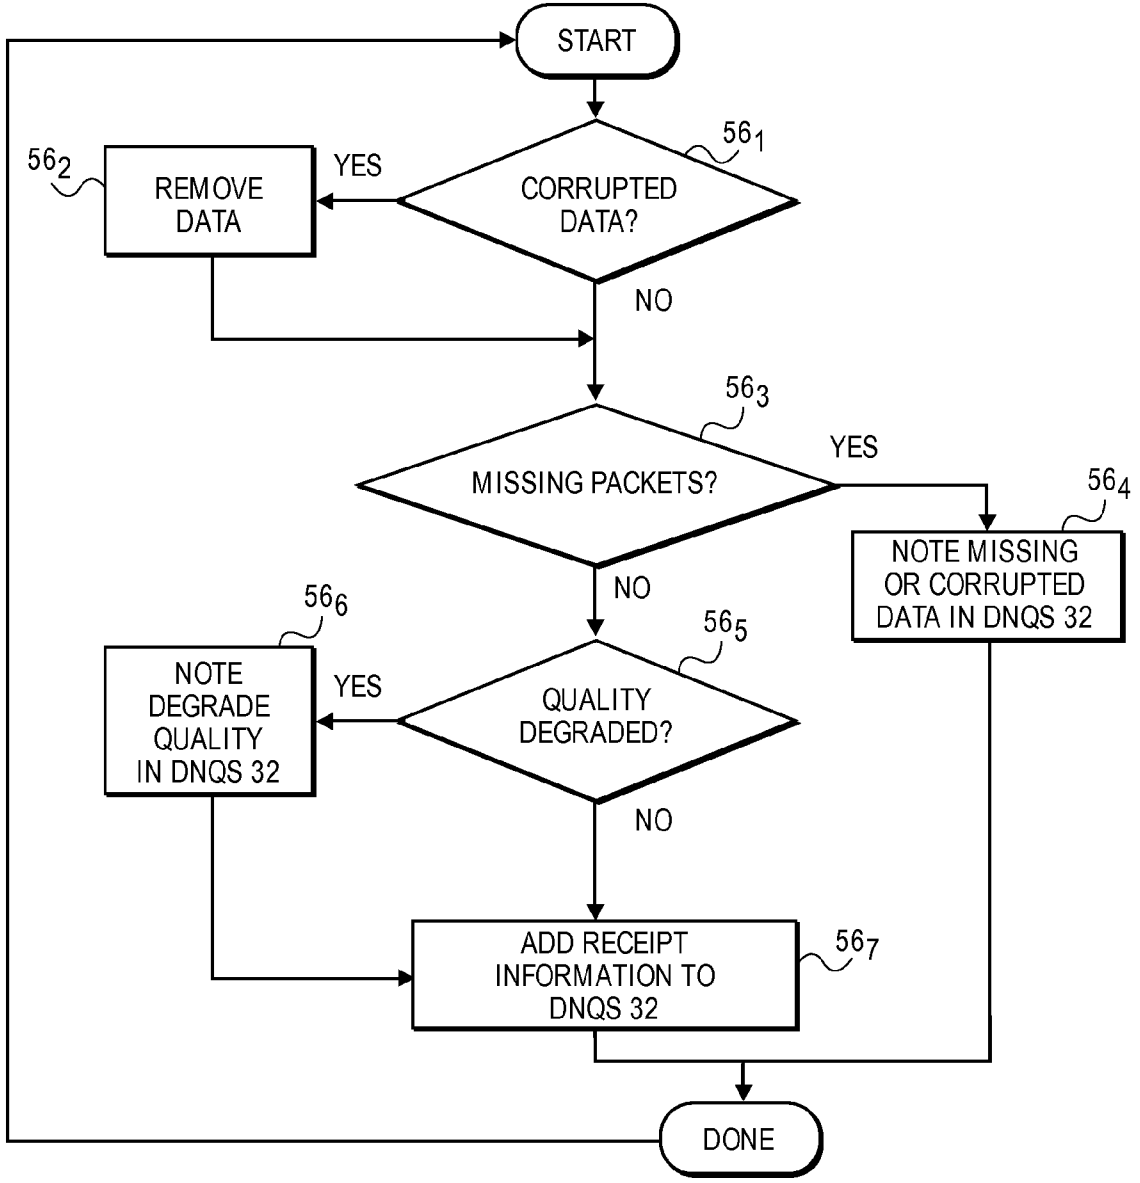 START
56₁
CORRUPTED
DATA?
YES
56₂
REMOVE
DATA
NO
56₃
MISSING PACKETS?
YES
56₄
NOTE MISSING
OR CORRUPTED
DATA IN DNQS 32
NO
56₅
QUALITY
DEGRADED?
YES
56₆
NOTE
DEGRADE
QUALITY
IN DNQS 32
NO
56₇
ADD RECEIPT
INFORMATION TO
DNQS 32
DONE